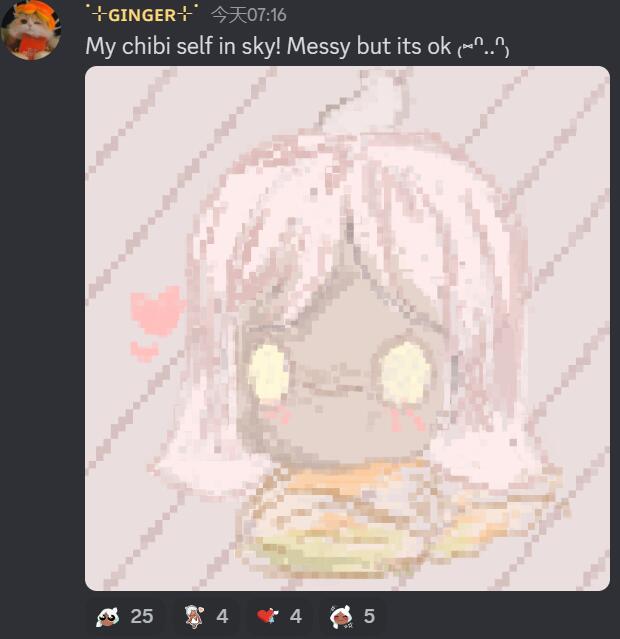 ˙⊹GINGER⊹˙ 今天07:16
My chibi self in sky! Messy but its ok ₍⑅ᐢ..ᐢ₎
25 4 4 5